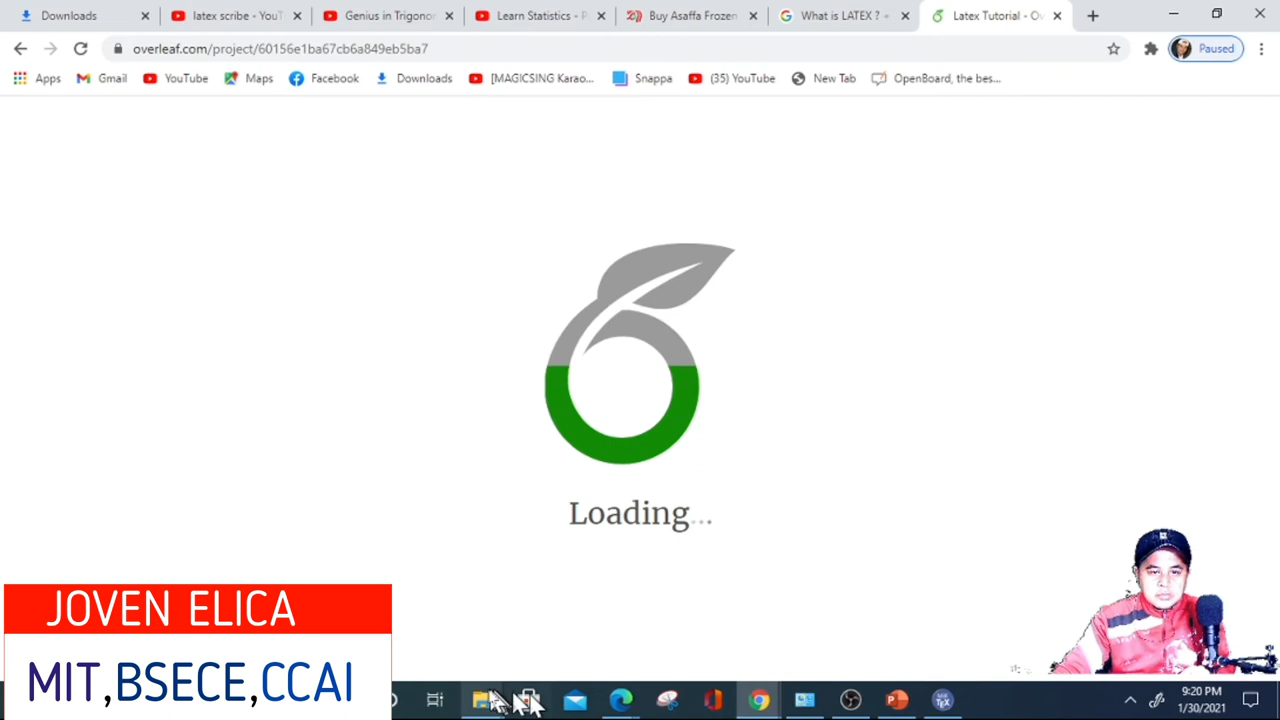 Downloads
latex scribe - YouT
Genius in Trigono
Learn Statistics - P
Buy Asaffa Frozen
What is LATEX ? -
Latex Tutorial - Ov
overleaf.com/project/60156e1ba67cb6a849eb5ba7
Paused
Apps
Gmail
YouTube
Maps
Facebook
Downloads
[MAGICSING Karao...
Snappa
(35) YouTube
New Tab
OpenBoard, the bes...
Loading...
JOVEN ELICA
MIT,BSECE,CCAI
9:20 PM
1/30/2021